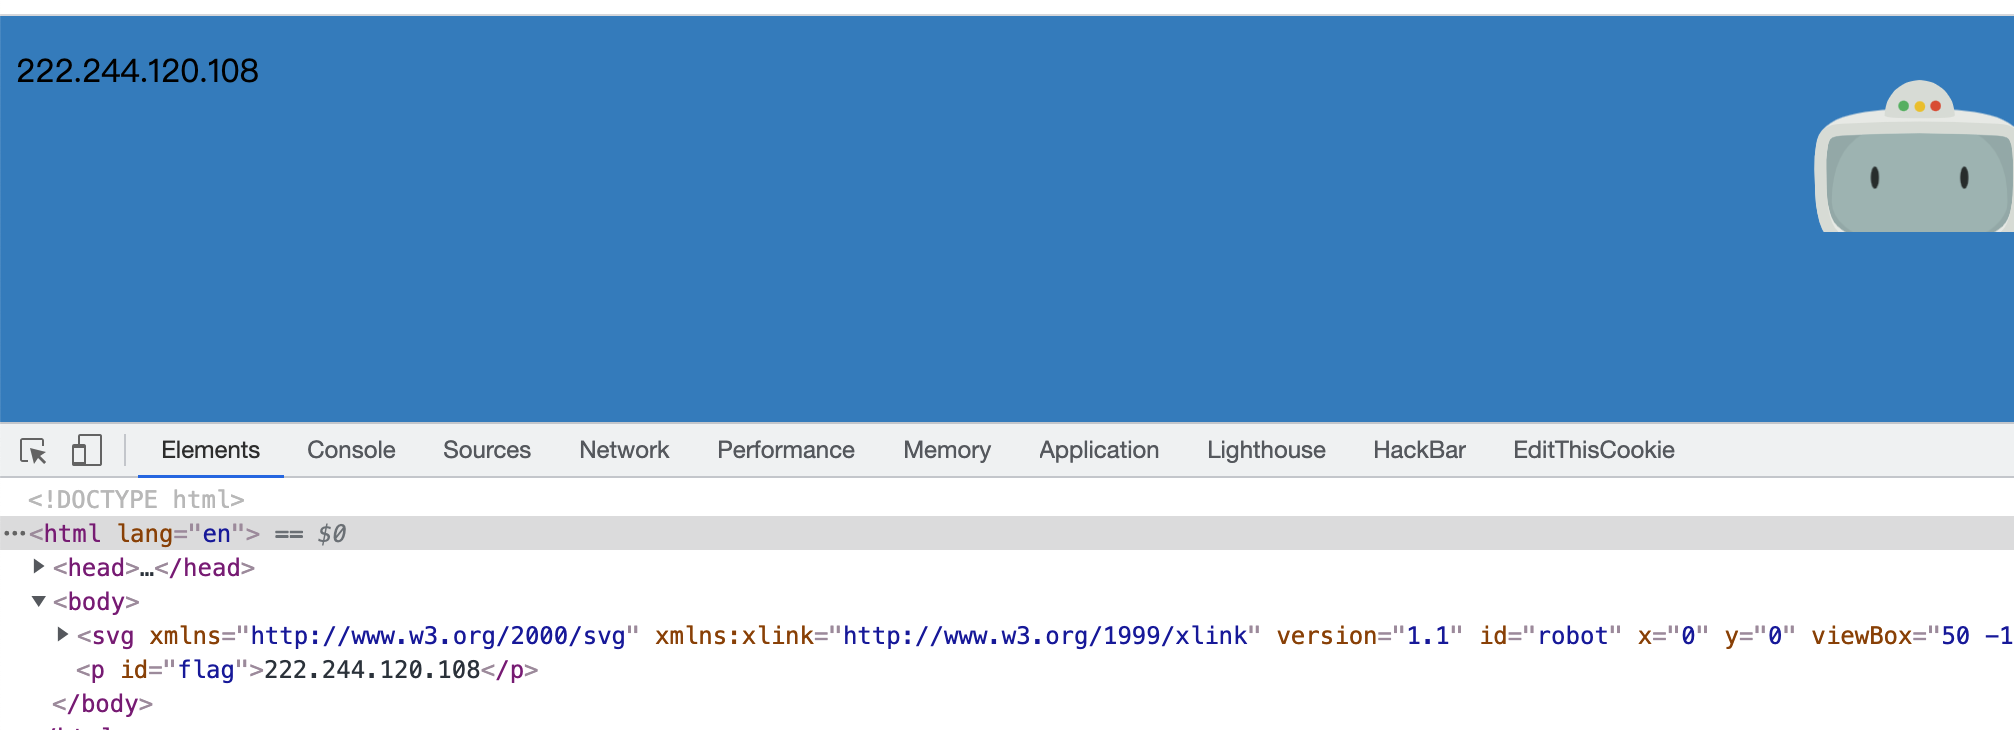 222.244.120.108
Elements Console Sources Network Performance Memory Application Lighthouse HackBar EditThisCookie
<!DOCTYPE html>
…<html lang="en"> == $0
<head>…</head>
<body>
<svg xmlns="http://www.w3.org/2000/svg" xmlns:xlink="http://www.w3.org/1999/xlink" version="1.1" id="robot" x="0" y="0" viewBox="50 -1
<p id="flag">222.244.120.108</p>
</body>